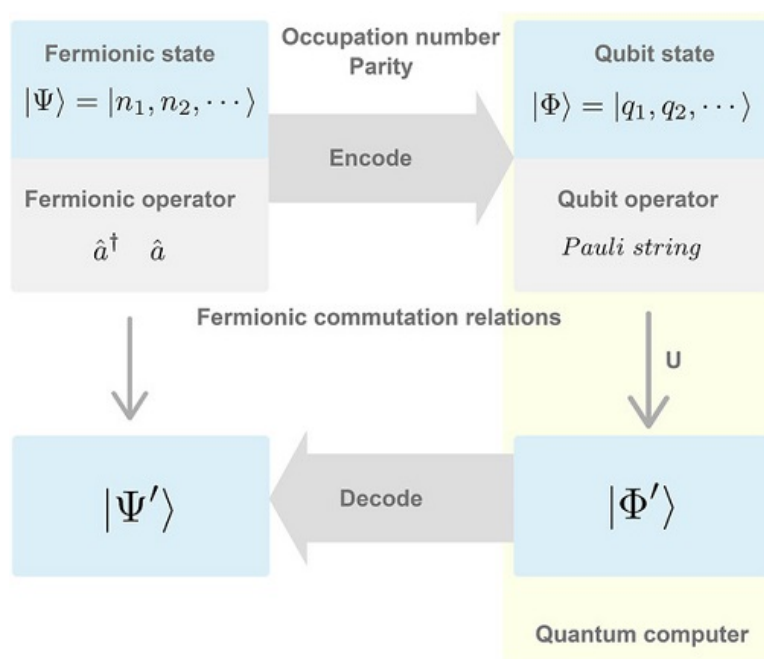 Fermionic state
|Ψ⟩ = |n₁, n₂, ⋯⟩
Fermionic operator
â† â
Occupation number
Parity
Encode
Qubit state
|Φ⟩ = |q₁, q₂, ⋯⟩
Qubit operator
Pauli string
Fermionic commutation relations
U
|Ψ′⟩
Decode
|Φ′⟩
Quantum computer